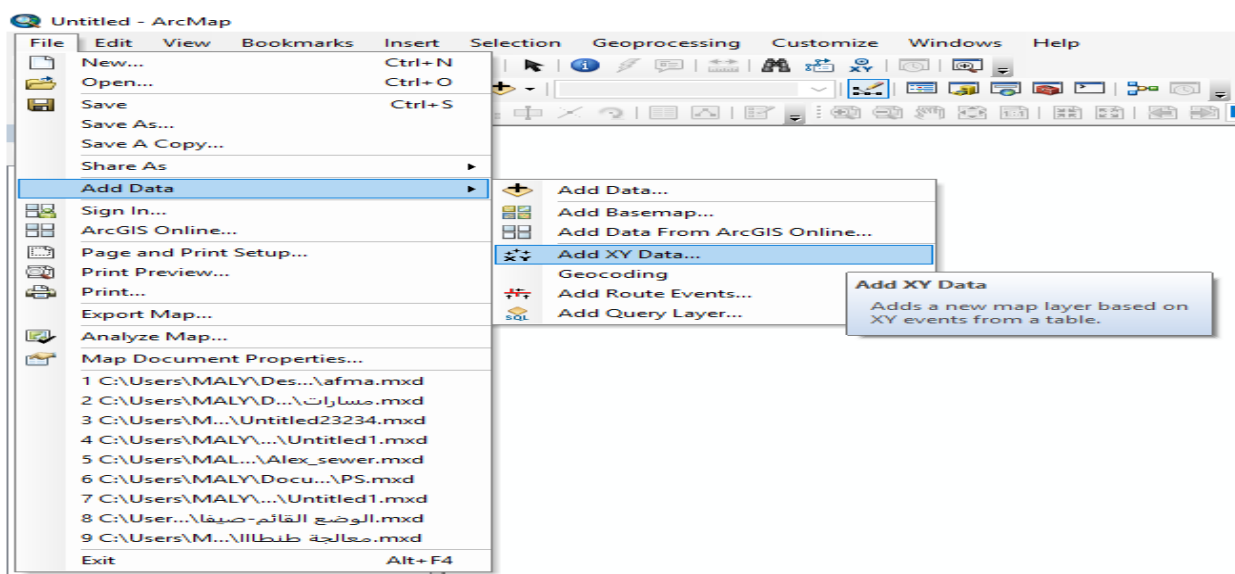 Untitled - ArcMap
File Edit View Bookmarks Insert Selection Geoprocessing Customize Windows Help
New... Ctrl+N
Open... Ctrl+O
Save Ctrl+S
Save As...
Save A Copy...
Share As
Add Data
Sign In...
ArcGIS Online...
Page and Print Setup...
Print Preview...
Print...
Export Map...
Analyze Map...
Map Document Properties...
1 C:\Users\MALY\Des...\afma.mxd
2 C:\Users\MALY\D...\مسارات.mxd
3 C:\Users\M...\Untitled23234.mxd
4 C:\Users\MALY\...\Untitled1.mxd
5 C:\Users\MAL...\Alex_sewer.mxd
6 C:\Users\MALY\Docu...\PS.mxd
7 C:\Users\MALY\...\Untitled1.mxd
8 C:\User...\الوضع القائم-صيفا.mxd
9 C:\Users\M...\معالجة طنطااا.mxd
Exit Alt+F4
Add Data...
Add Basemap...
Add Data From ArcGIS Online...
Add XY Data...
Geocoding
Add Route Events...
SQL Add Query Layer...
Add XY Data
Adds a new map layer based on
XY events from a table.